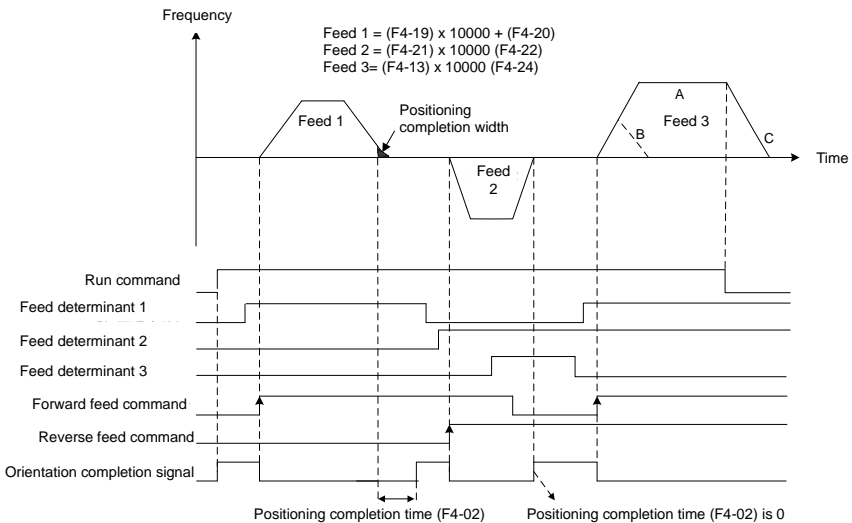 Frequency
Feed 1 = (F4-19) x 10000 + (F4-20)
Feed 2 = (F4-21) x 10000 (F4-22)
Feed 3= (F4-13) x 10000 (F4-24)
Positioning
completion width
Feed 1
A
B
Feed 3
C
Time
Feed
2
Run command
Feed determinant 1
Feed determinant 2
Feed determinant 3
Forward feed command
Reverse feed command
Orientation completion signal
Positioning completion time (F4-02)
Positioning completion time (F4-02) is 0